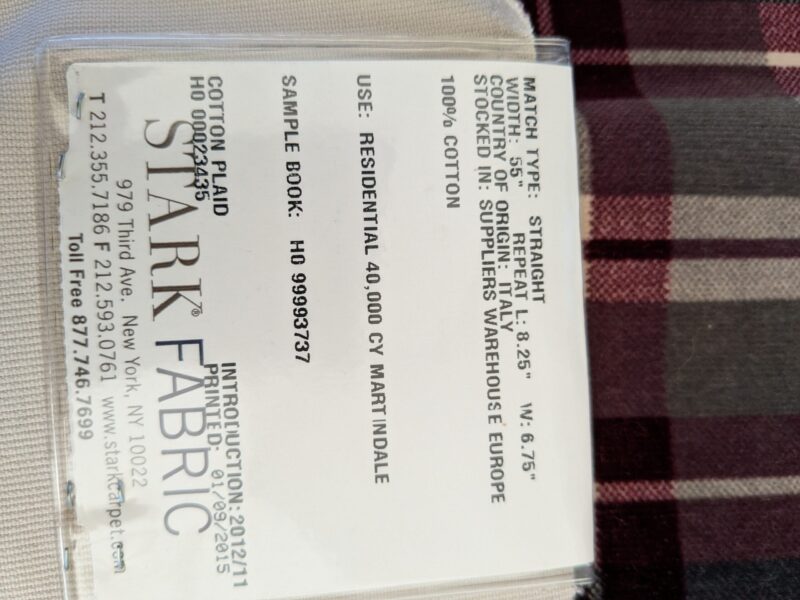 MATCH TYPE: STRAIGHT
WIDTH: 55" REPEAT L: 8.25" W: 6.75"
COUNTRY OF ORIGIN: ITALY
STOCKED IN: SUPPLIERS WAREHOUSE EUROPE
100% COTTON
USE: RESIDENTIAL 40,000 CY MARTINDALE
SAMPLE BOOK: H0 99993737
COTTON PLAID INTRODUCTION:2012/11
H0 00023435 PRINTED: 01/09/2015
STARK® FABRIC
979 Third Ave. New York, NY 10022
T 212.355.7186 F 212.593.0761 www.starkcarpet.com
Toll Free 877.746.7699